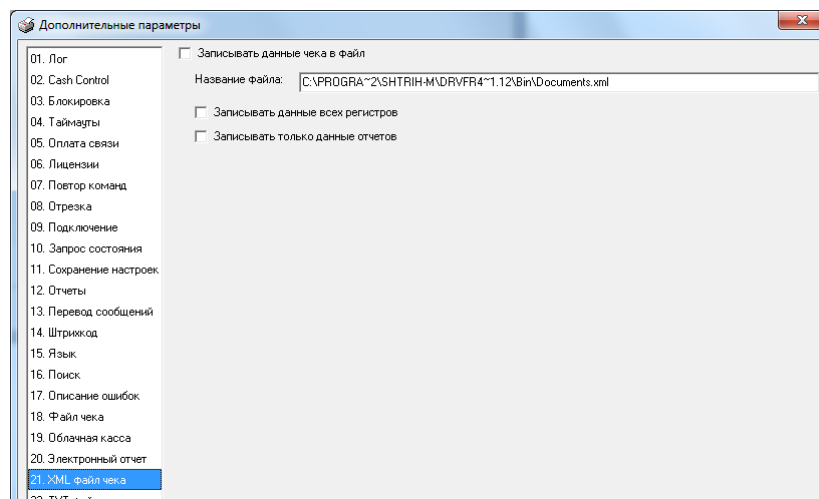 Дополнительные параметры
01. Лог
02. Cash Control
03. Блокировка
04. Таймауты
05. Оплата связи
06. Лицензии
07. Повтор команд
08. Отрезка
09. Подключение
10. Запрос состояния
11. Сохранение настроек
12. Отчеты
13. Перевод сообщений
14. Штрихкод
15. Язык
16. Поиск
17. Описание ошибок
18. Файл чека
19. Облачная касса
20. Электронный отчет
21. XML файл чека
Записывать данные чека в файл
Название файла: C:\PROGRA~2\SHTRIH-M\DRVFR4~1.12\Bin\Documents.xml
Записывать данные всех регистров
Записывать только данные отчетов